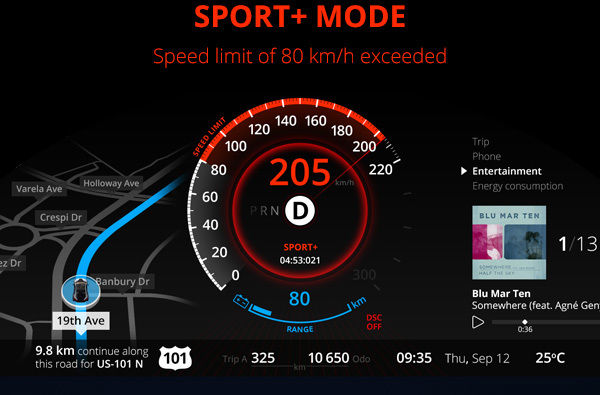 SPORT+ MODE
Speed limit of 80 km/h exceeded
SPEED LIMIT
0
20
40
60
80
100
120
140
160
180
200
220
300
205
km/h
P R N D
SPORT+
04:53:021
80
km
RANGE
DSC
OFF
Varela Ave
Holloway Ave
Crespi Dr
ez Dr
Banbury Dr
19th Ave
Trip
Phone
Entertainment
Energy consumption
BLU MAR TEN
SOMEWHERE
HALF THE SKY
1/13
Blu Mar Ten
Somewhere (feat. Agné Gen
0:36
9.8 km continue along
this road for US-101 N
101
Trip A 325 km 10 650 Odo
09:35
Thu, Sep 12
25ºC